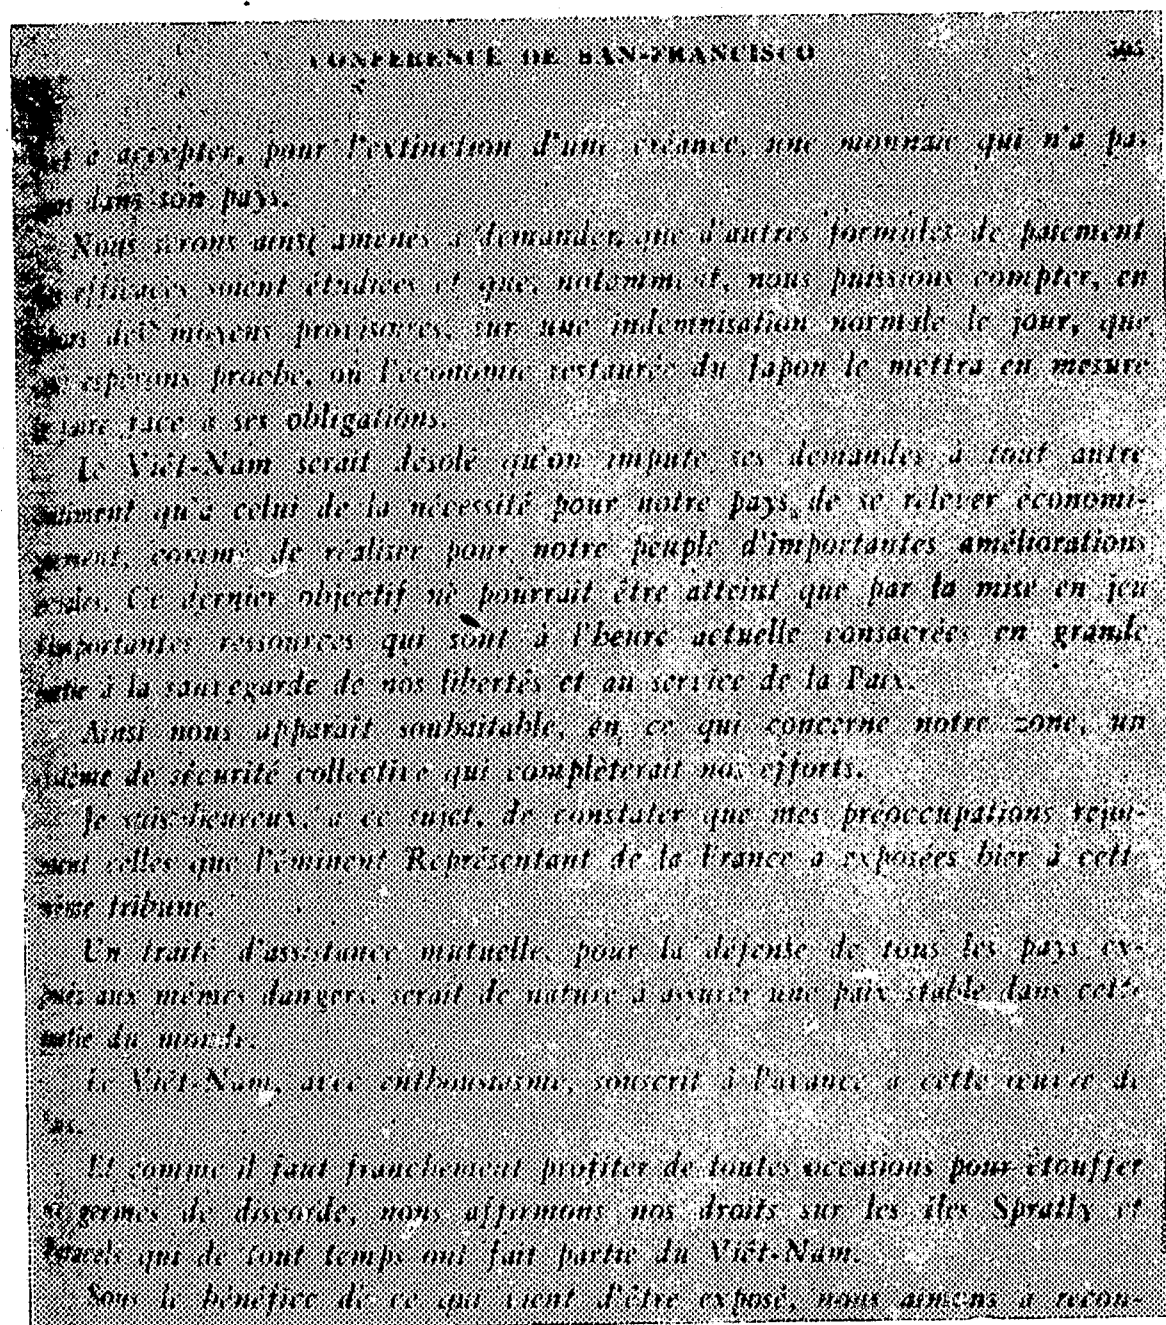 CONFERENCE DE SAN-FRANCISCO 505
à accepter, pour l'extinction d'une créance, une monnaie qui n'a pas
dans son pays.
Nous serons ainsi amenés à demander que d'autres formules de paiement
efficaces soient étudiées et que, notamment, nous puissions compter, en
des moyens provisoires, sur une indemnisation normale le jour, que
espérons proche, où l'économie restaurée du Japon le mettra en mesure
faire face à ses obligations.
Le Viêt-Nam serait désolé qu'on impute ses demandes à tout autre
qu'à celui de la nécessité pour notre pays de se relever économi-
comme de réaliser pour notre peuple d'importantes améliorations
Ce dernier objectif ne pourrait être atteint que par la mise en jeu
importantes ressources qui sont à l'heure actuelle consacrées en grande
partie à la sauvegarde de nos libertés et au service de la Paix.
Ainsi nous apparaît souhaitable, en ce qui concerne notre zone, un
de sécurité collective qui complèterait nos efforts.
Je suis heureux, à ce sujet, de constater que mes préoccupations rejoi-
celles que l'éminent Représentant de la France a exposées hier à cette
même tribune.
Un traité d'assistance mutuelle, pour la défense de tous les pays ex-
aux mêmes dangers, serait de nature à assurer une paix stable dans cette
partie du monde.
Le Viêt-Nam, avec enthousiasme, souscrit à l'avance à cette œuvre de
Et comme il faut franchement profiter de toutes occasions pour étouffer
germes de discorde, nous affirmons nos droits sur les îles Spratly et
Paracels qui de tout temps ont fait partie du Viêt-Nam.
Sous le bénéfice de ce qui vient d'être exposé, nous aimons à recon-